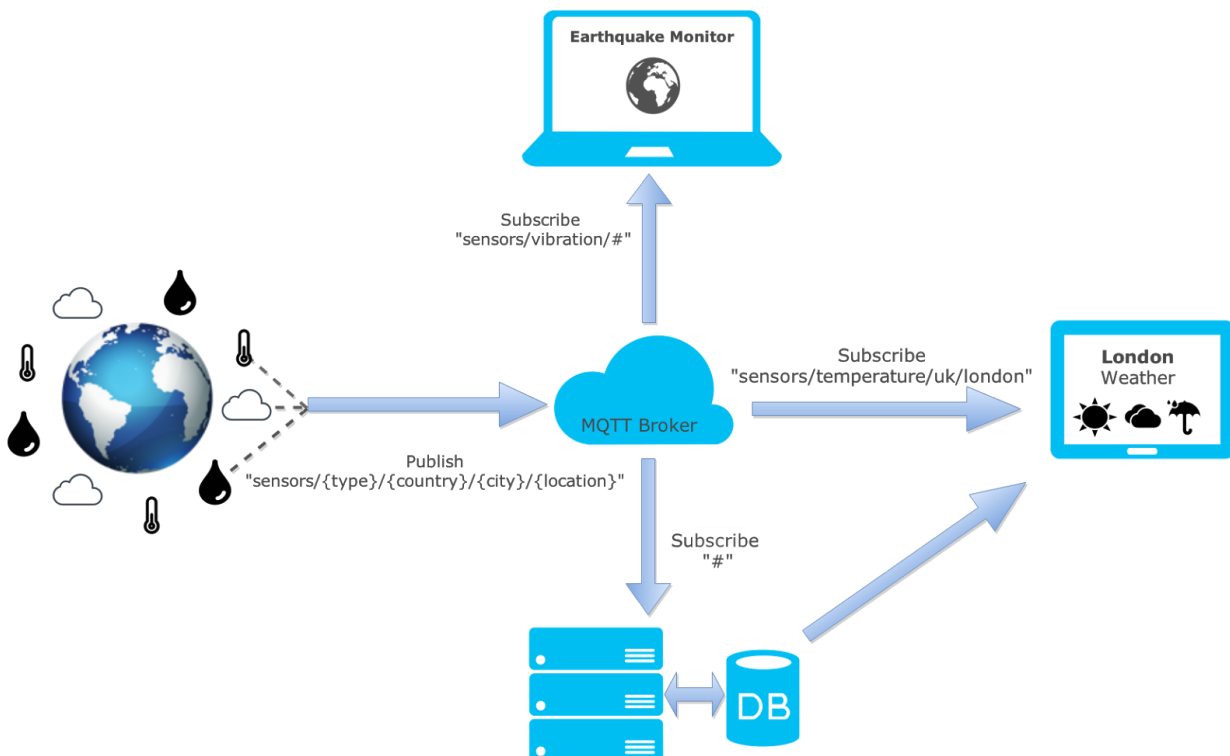 Earthquake Monitor
Subscribe
"sensors/vibration/#"
Subscribe
"sensors/temperature/uk/london"
London
Weather
MQTT Broker
Publish
"sensors/{type}/{country}/{city}/{location}"
Subscribe
"#"
DB